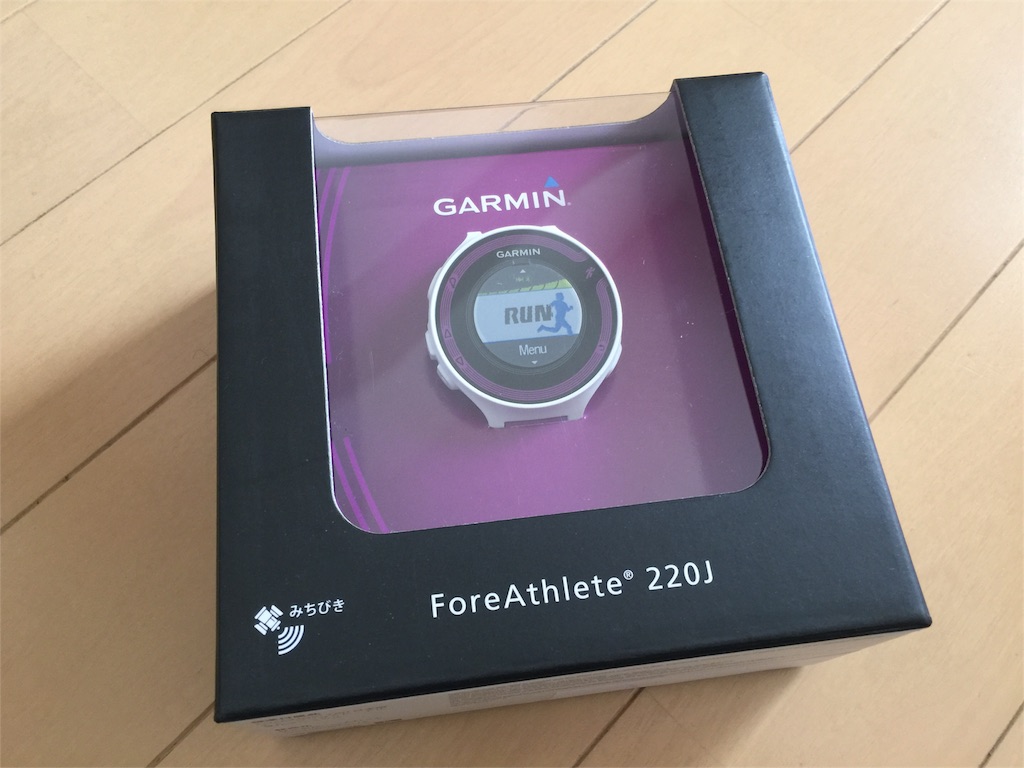 GARMIN®
GARMIN
RUN
Menu
みちびき
ForeAthlete® 220J